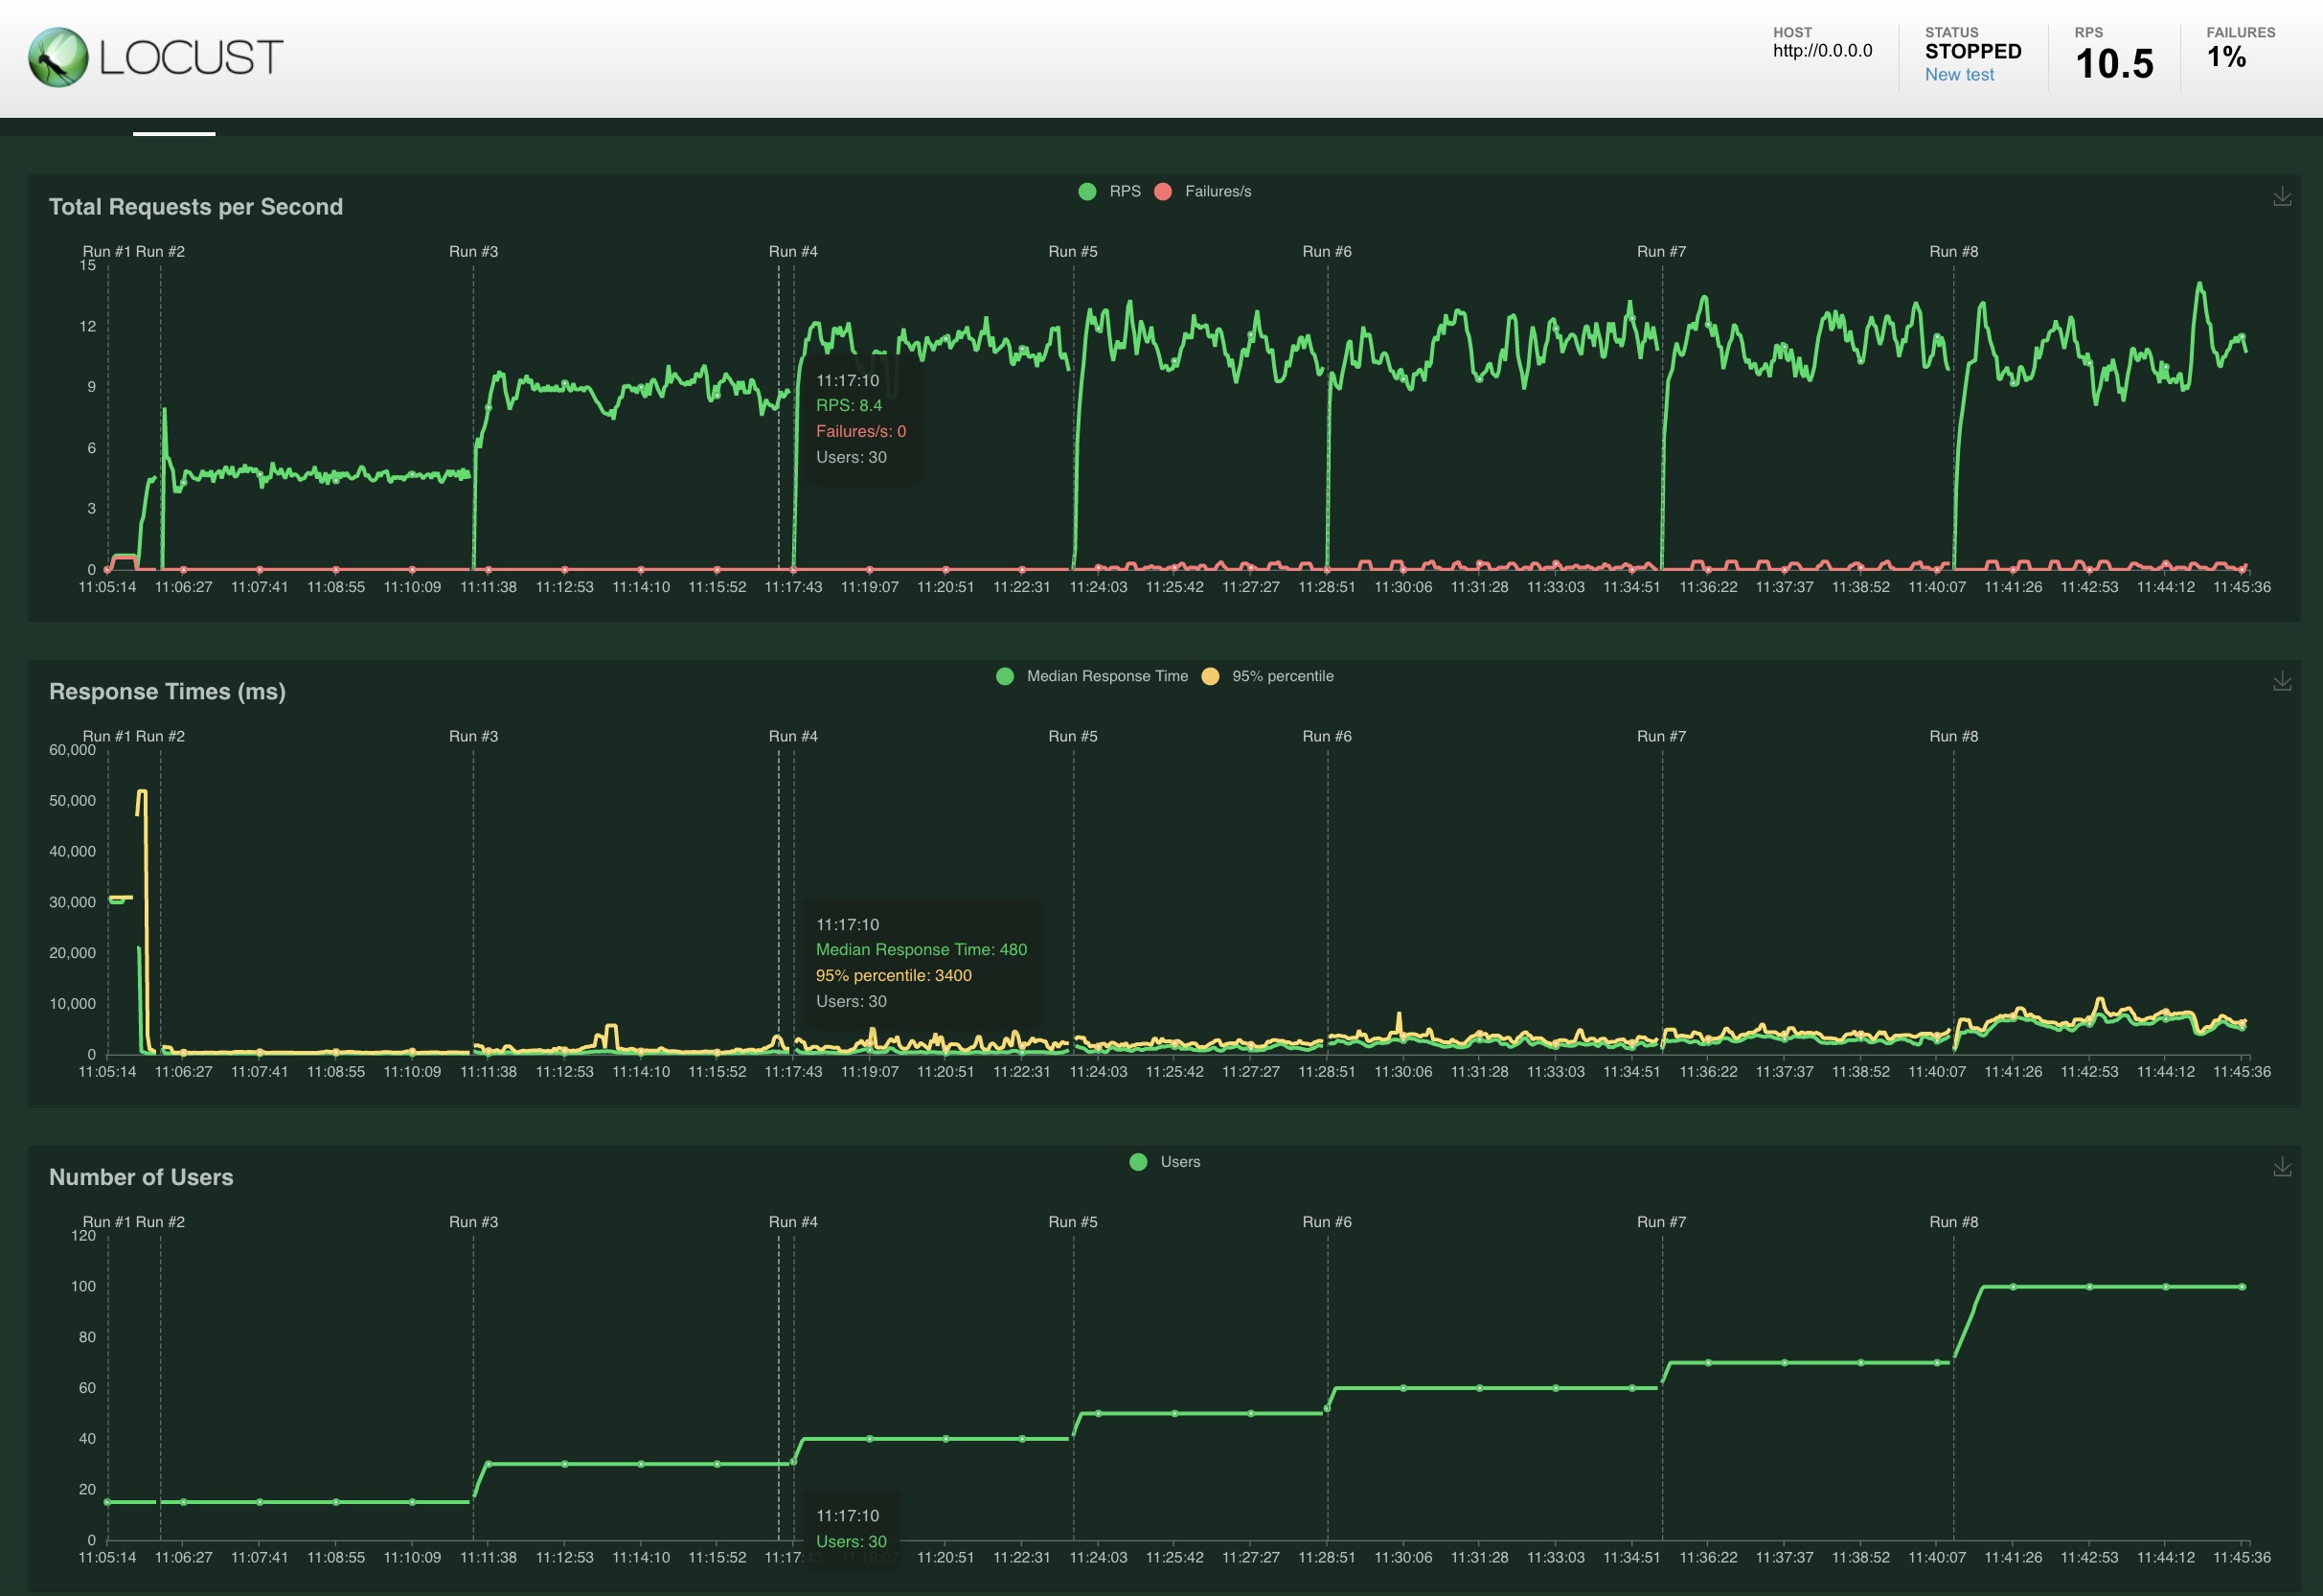 LOCUST
HOST
http://0.0.0.0
STATUS
STOPPED
New test
RPS
10.5
FAILURES
1%
Total Requests per Second
RPS Failures/s
Run #1 Run #2 Run #3 Run #4 Run #5 Run #6 Run #7 Run #8
15
12
9
6
3
0
11:17:10
RPS: 8.4
Failures/s: 0
Users: 30
11:05:14 11:06:27 11:07:41 11:08:55 11:10:09 11:11:38 11:12:53 11:14:10 11:15:52 11:17:43 11:19:07 11:20:51 11:22:31 11:24:03 11:25:42 11:27:27 11:28:51 11:30:06 11:31:28 11:33:03 11:34:51 11:36:22 11:37:37 11:38:52 11:40:07 11:41:26 11:42:53 11:44:12 11:45:36
Response Times (ms)
Median Response Time 95% percentile
Run #1 Run #2 Run #3 Run #4 Run #5 Run #6 Run #7 Run #8
60,000
50,000
40,000
30,000
20,000
10,000
0
11:17:10
Median Response Time: 480
95% percentile: 3400
Users: 30
11:05:14 11:06:27 11:07:41 11:08:55 11:10:09 11:11:38 11:12:53 11:14:10 11:15:52 11:17:43 11:19:07 11:20:51 11:22:31 11:24:03 11:25:42 11:27:27 11:28:51 11:30:06 11:31:28 11:33:03 11:34:51 11:36:22 11:37:37 11:38:52 11:40:07 11:41:26 11:42:53 11:44:12 11:45:36
Number of Users
Users
Run #1 Run #2 Run #3 Run #4 Run #5 Run #6 Run #7 Run #8
120
100
80
60
40
20
0
11:17:10
Users: 30
11:05:14 11:06:27 11:07:41 11:08:55 11:10:09 11:11:38 11:12:53 11:14:10 11:15:52 11:17:43 11:19:07 11:20:51 11:22:31 11:24:03 11:25:42 11:27:27 11:28:51 11:30:06 11:31:28 11:33:03 11:34:51 11:36:22 11:37:37 11:38:52 11:40:07 11:41:26 11:42:53 11:44:12 11:45:36